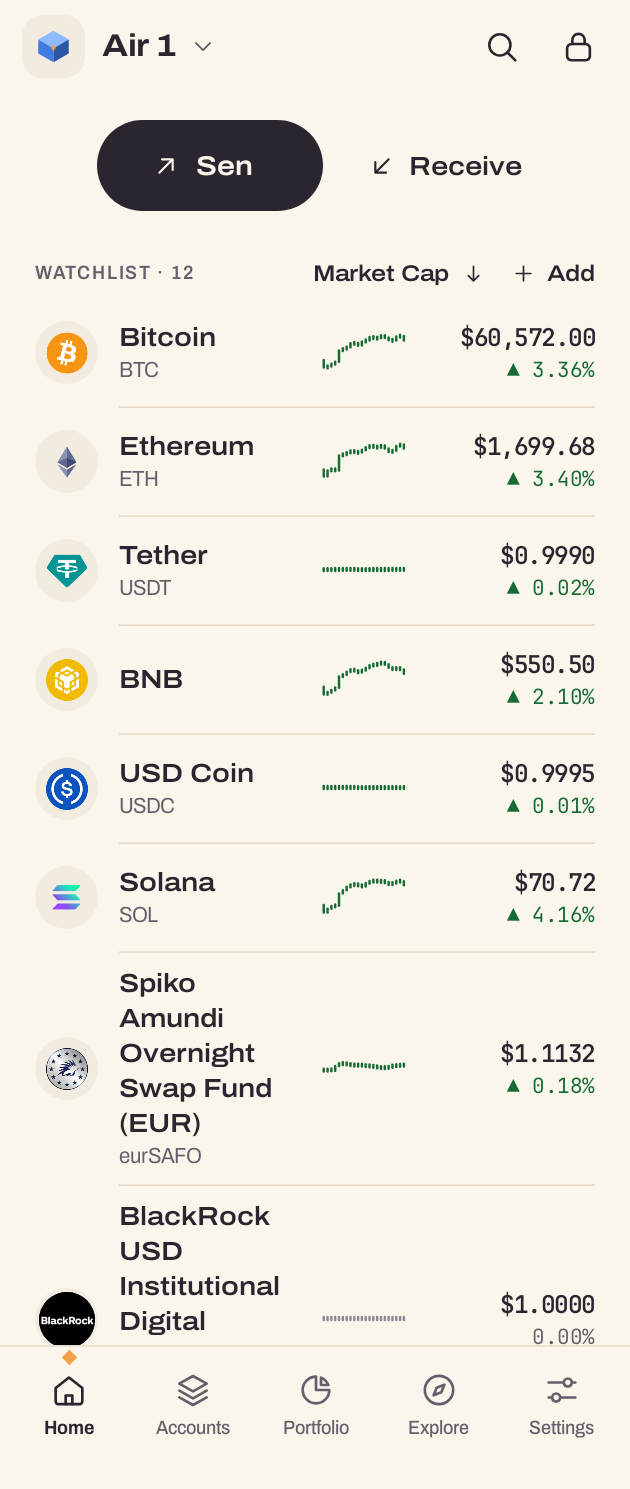 Air 1
Sen
Receive
WATCHLIST · 12
Market Cap ↓
+ Add
Bitcoin
BTC
$60,572.00
▲ 3.36%
Ethereum
ETH
$1,699.68
▲ 3.40%
Tether
USDT
$0.9990
▲ 0.02%
BNB
$550.50
▲ 2.10%
USD Coin
USDC
$0.9995
▲ 0.01%
Solana
SOL
$70.72
▲ 4.16%
Spiko
Amundi
Overnight
Swap Fund
(EUR)
eurSAFO
$1.1132
▲ 0.18%
BlackRock
USD
Institutional
Digital
BlackRock
$1.0000
0.00%
Home
Accounts
Portfolio
Explore
Settings